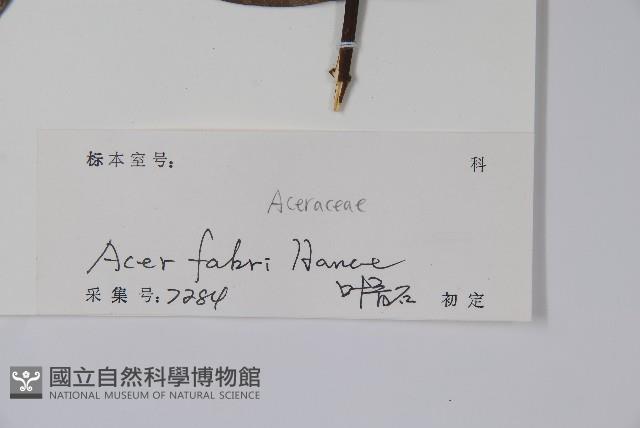 标本室号: 科
Aceraceae
Acer fabri Hance
采集号: 7284 初定
國立自然科學博物館
NATIONAL MUSEUM OF NATURAL SCIENCE